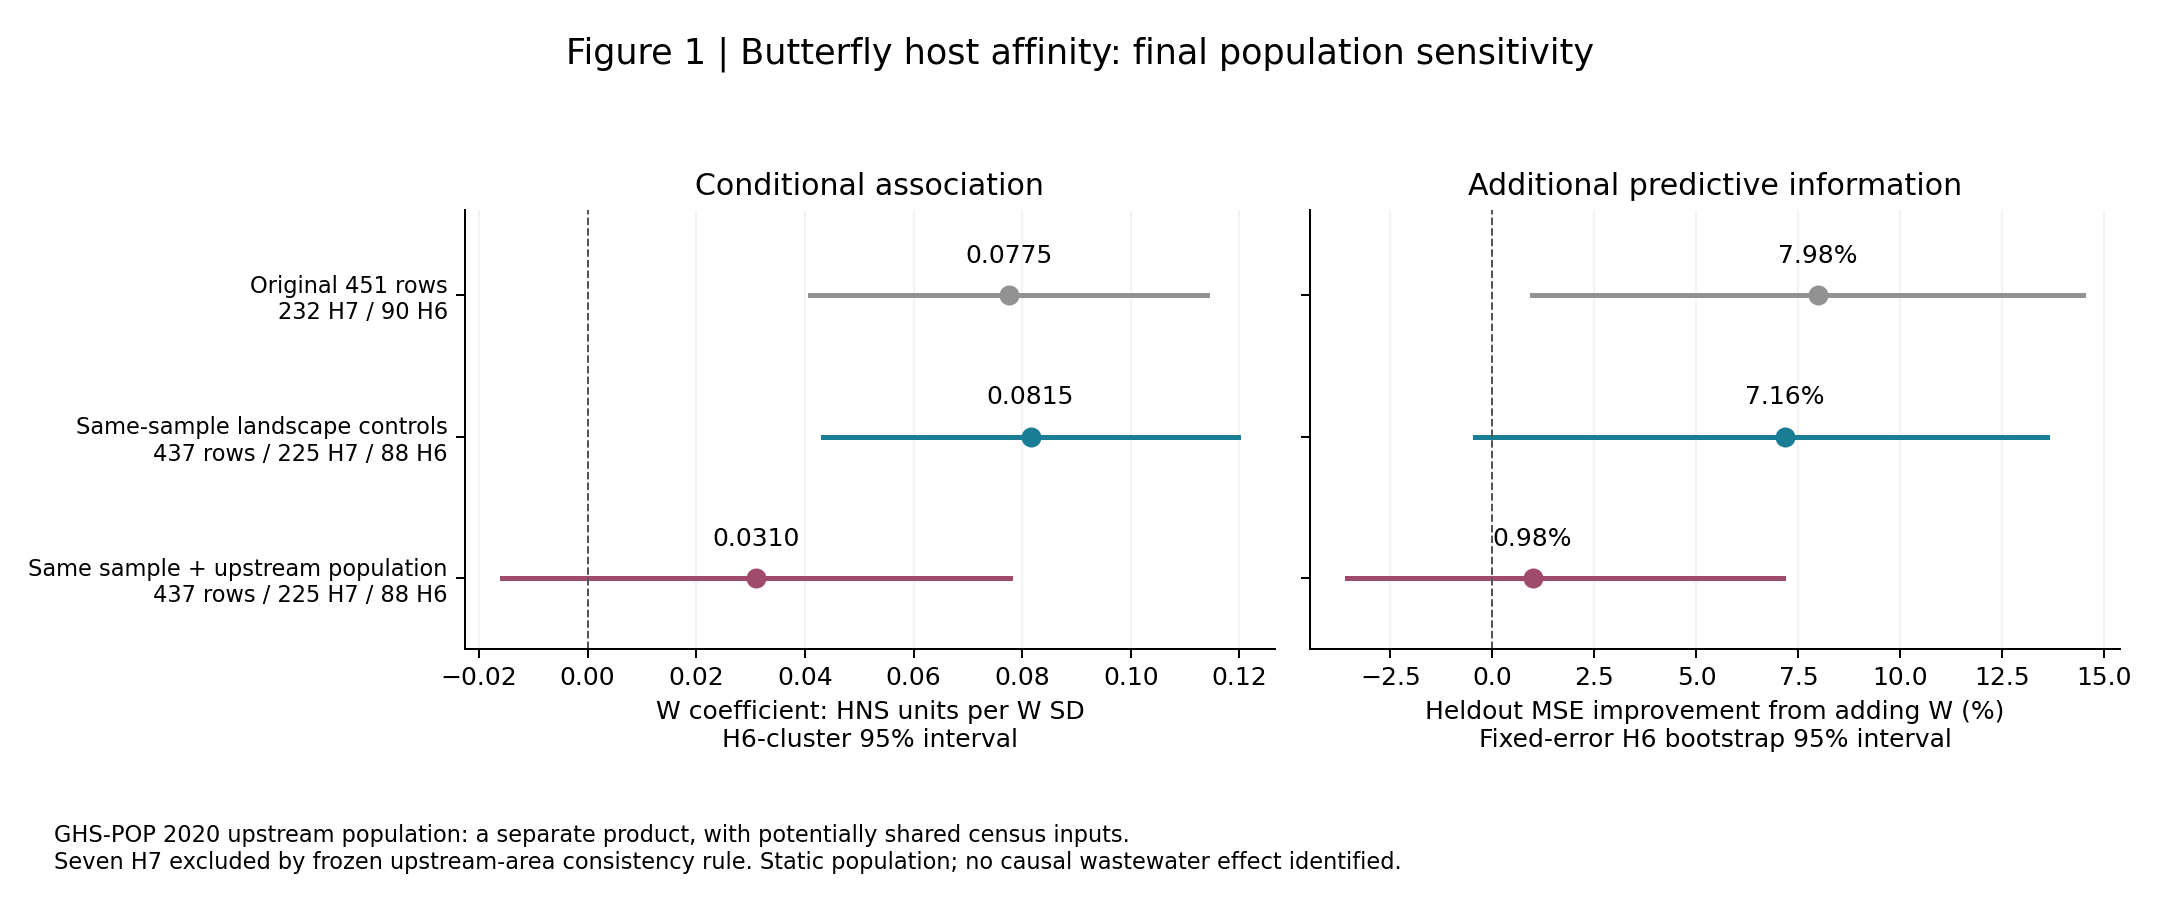 Figure 1 | Butterfly host affinity: final population sensitivity
Conditional association
Additional predictive information
Original 451 rows
232 H7 / 90 H6
0.0775
7.98%
Same-sample landscape controls
437 rows / 225 H7 / 88 H6
0.0815
7.16%
Same sample + upstream population
437 rows / 225 H7 / 88 H6
0.0310
0.98%
−0.02 0.00 0.02 0.04 0.06 0.08 0.10 0.12
W coefficient: HNS units per W SD
H6-cluster 95% interval
−2.5 0.0 2.5 5.0 7.5 10.0 12.5 15.0
Heldout MSE improvement from adding W (%)
Fixed-error H6 bootstrap 95% interval
GHS-POP 2020 upstream population: a separate product, with potentially shared census inputs.
Seven H7 excluded by frozen upstream-area consistency rule. Static population; no causal wastewater effect identified.